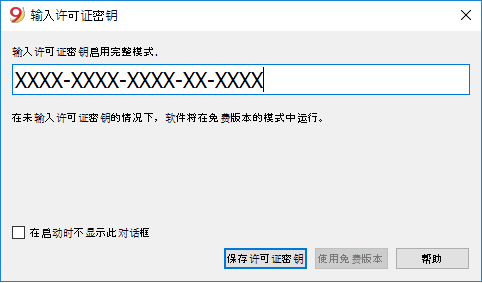 9 输入许可证密钥
输入许可证密钥启用完整模式.
XXXX-XXXX-XXXX-XX-XXXX
在未输入许可证密钥的情况下，软件将在免费版本的模式中运行。
在启动时不显示此对话框
保存许可证密钥 使用免费版本 帮助